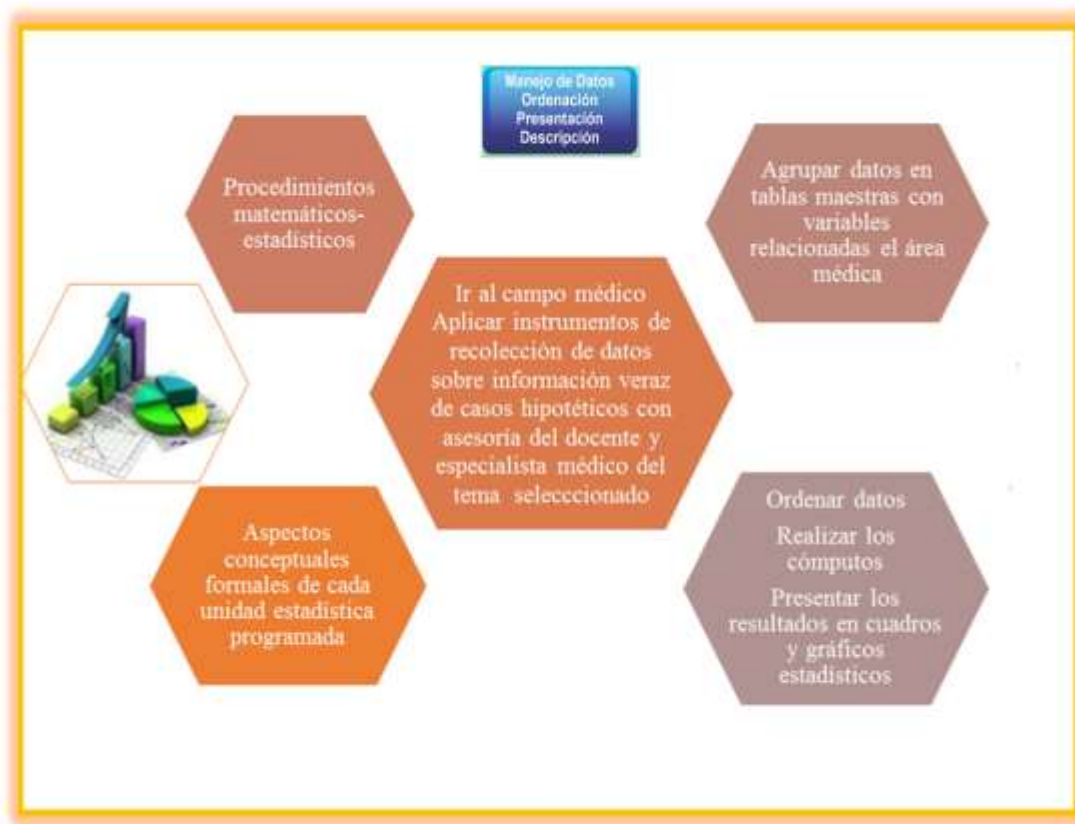 Manejo de Datos
Ordenación
Presentación
Descripción
Procedimientos
matemáticos-
estadísticos
Agrupar datos en
tablas maestras con
variables
relacionadas el área
médica
Ir al campo médico
Aplicar instrumentos de
recolección de datos
sobre información veraz
de casos hipotéticos con
asesoría del docente y
especialista médico del
tema selecccionado
Aspectos
conceptuales
formales de cada
unidad estadística
programada
Ordenar datos
Realizar los
cómputos
Presentar los
resultados en cuadros
y gráficos
estadísticos